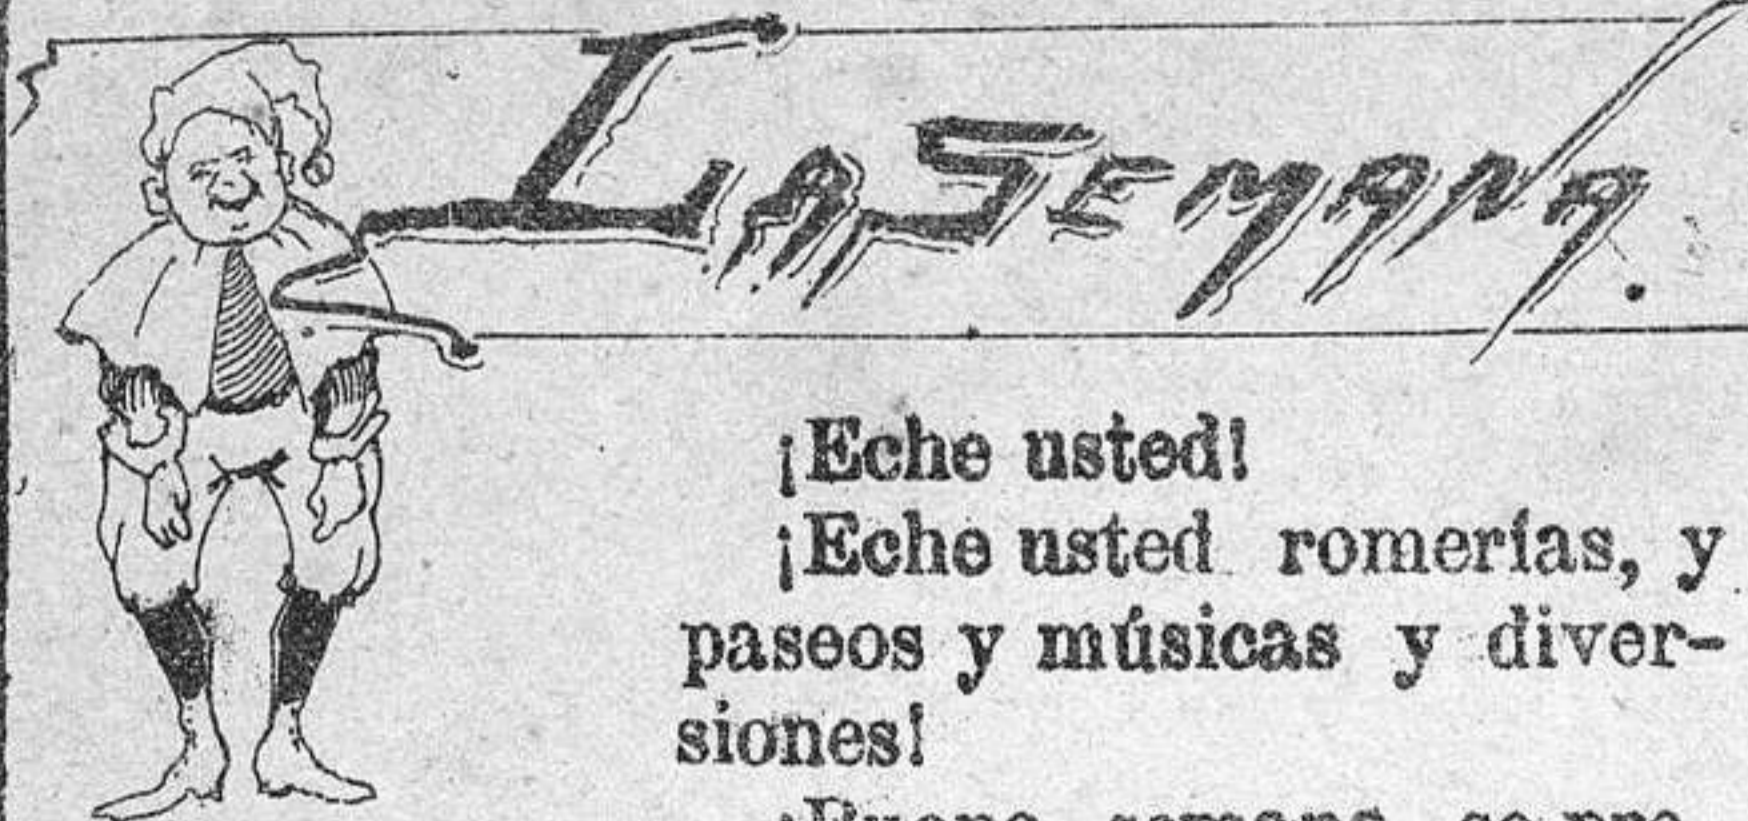 La Semana.
¡Eche usted!
¡Eche usted romerías, y
paseos y músicas y diver-
siones!